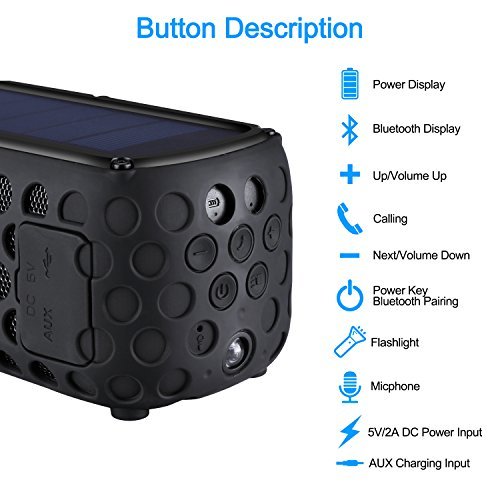 Button Description
Power Display
Bluetooth Display
Up/Volume Up
Calling
Next/Volume Down
Power Key
Bluetooth Pairing
Flashlight
Micphone
5V/2A DC Power Input
AUX Charging Input
DC 5V
AUX